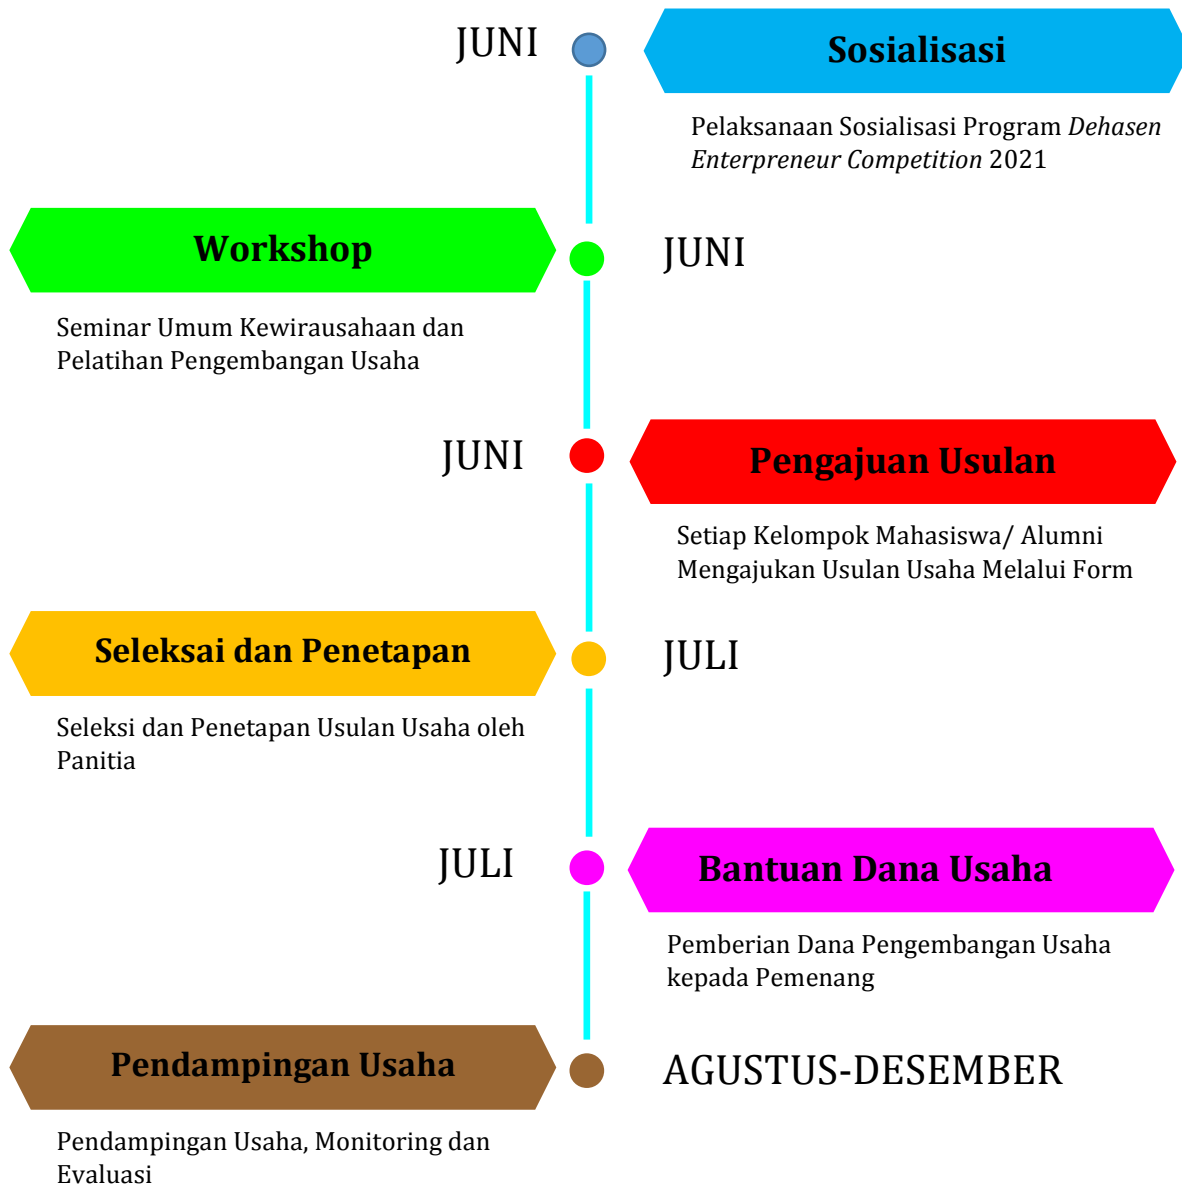 JUNI
Sosialisasi
Pelaksanaan Sosialisasi Program Dehasen
Enterpreneur Competition 2021
Workshop
JUNI
Seminar Umum Kewirausahaan dan
Pelatihan Pengembangan Usaha
JUNI
Pengajuan Usulan
Setiap Kelompok Mahasiswa/ Alumni
Mengajukan Usulan Usaha Melalui Form
Seleksai dan Penetapan
JULI
Seleksi dan Penetapan Usulan Usaha oleh
Panitia
JULI
Bantuan Dana Usaha
Pemberian Dana Pengembangan Usaha
kepada Pemenang
Pendampingan Usaha
AGUSTUS-DESEMBER
Pendampingan Usaha, Monitoring dan
Evaluasi